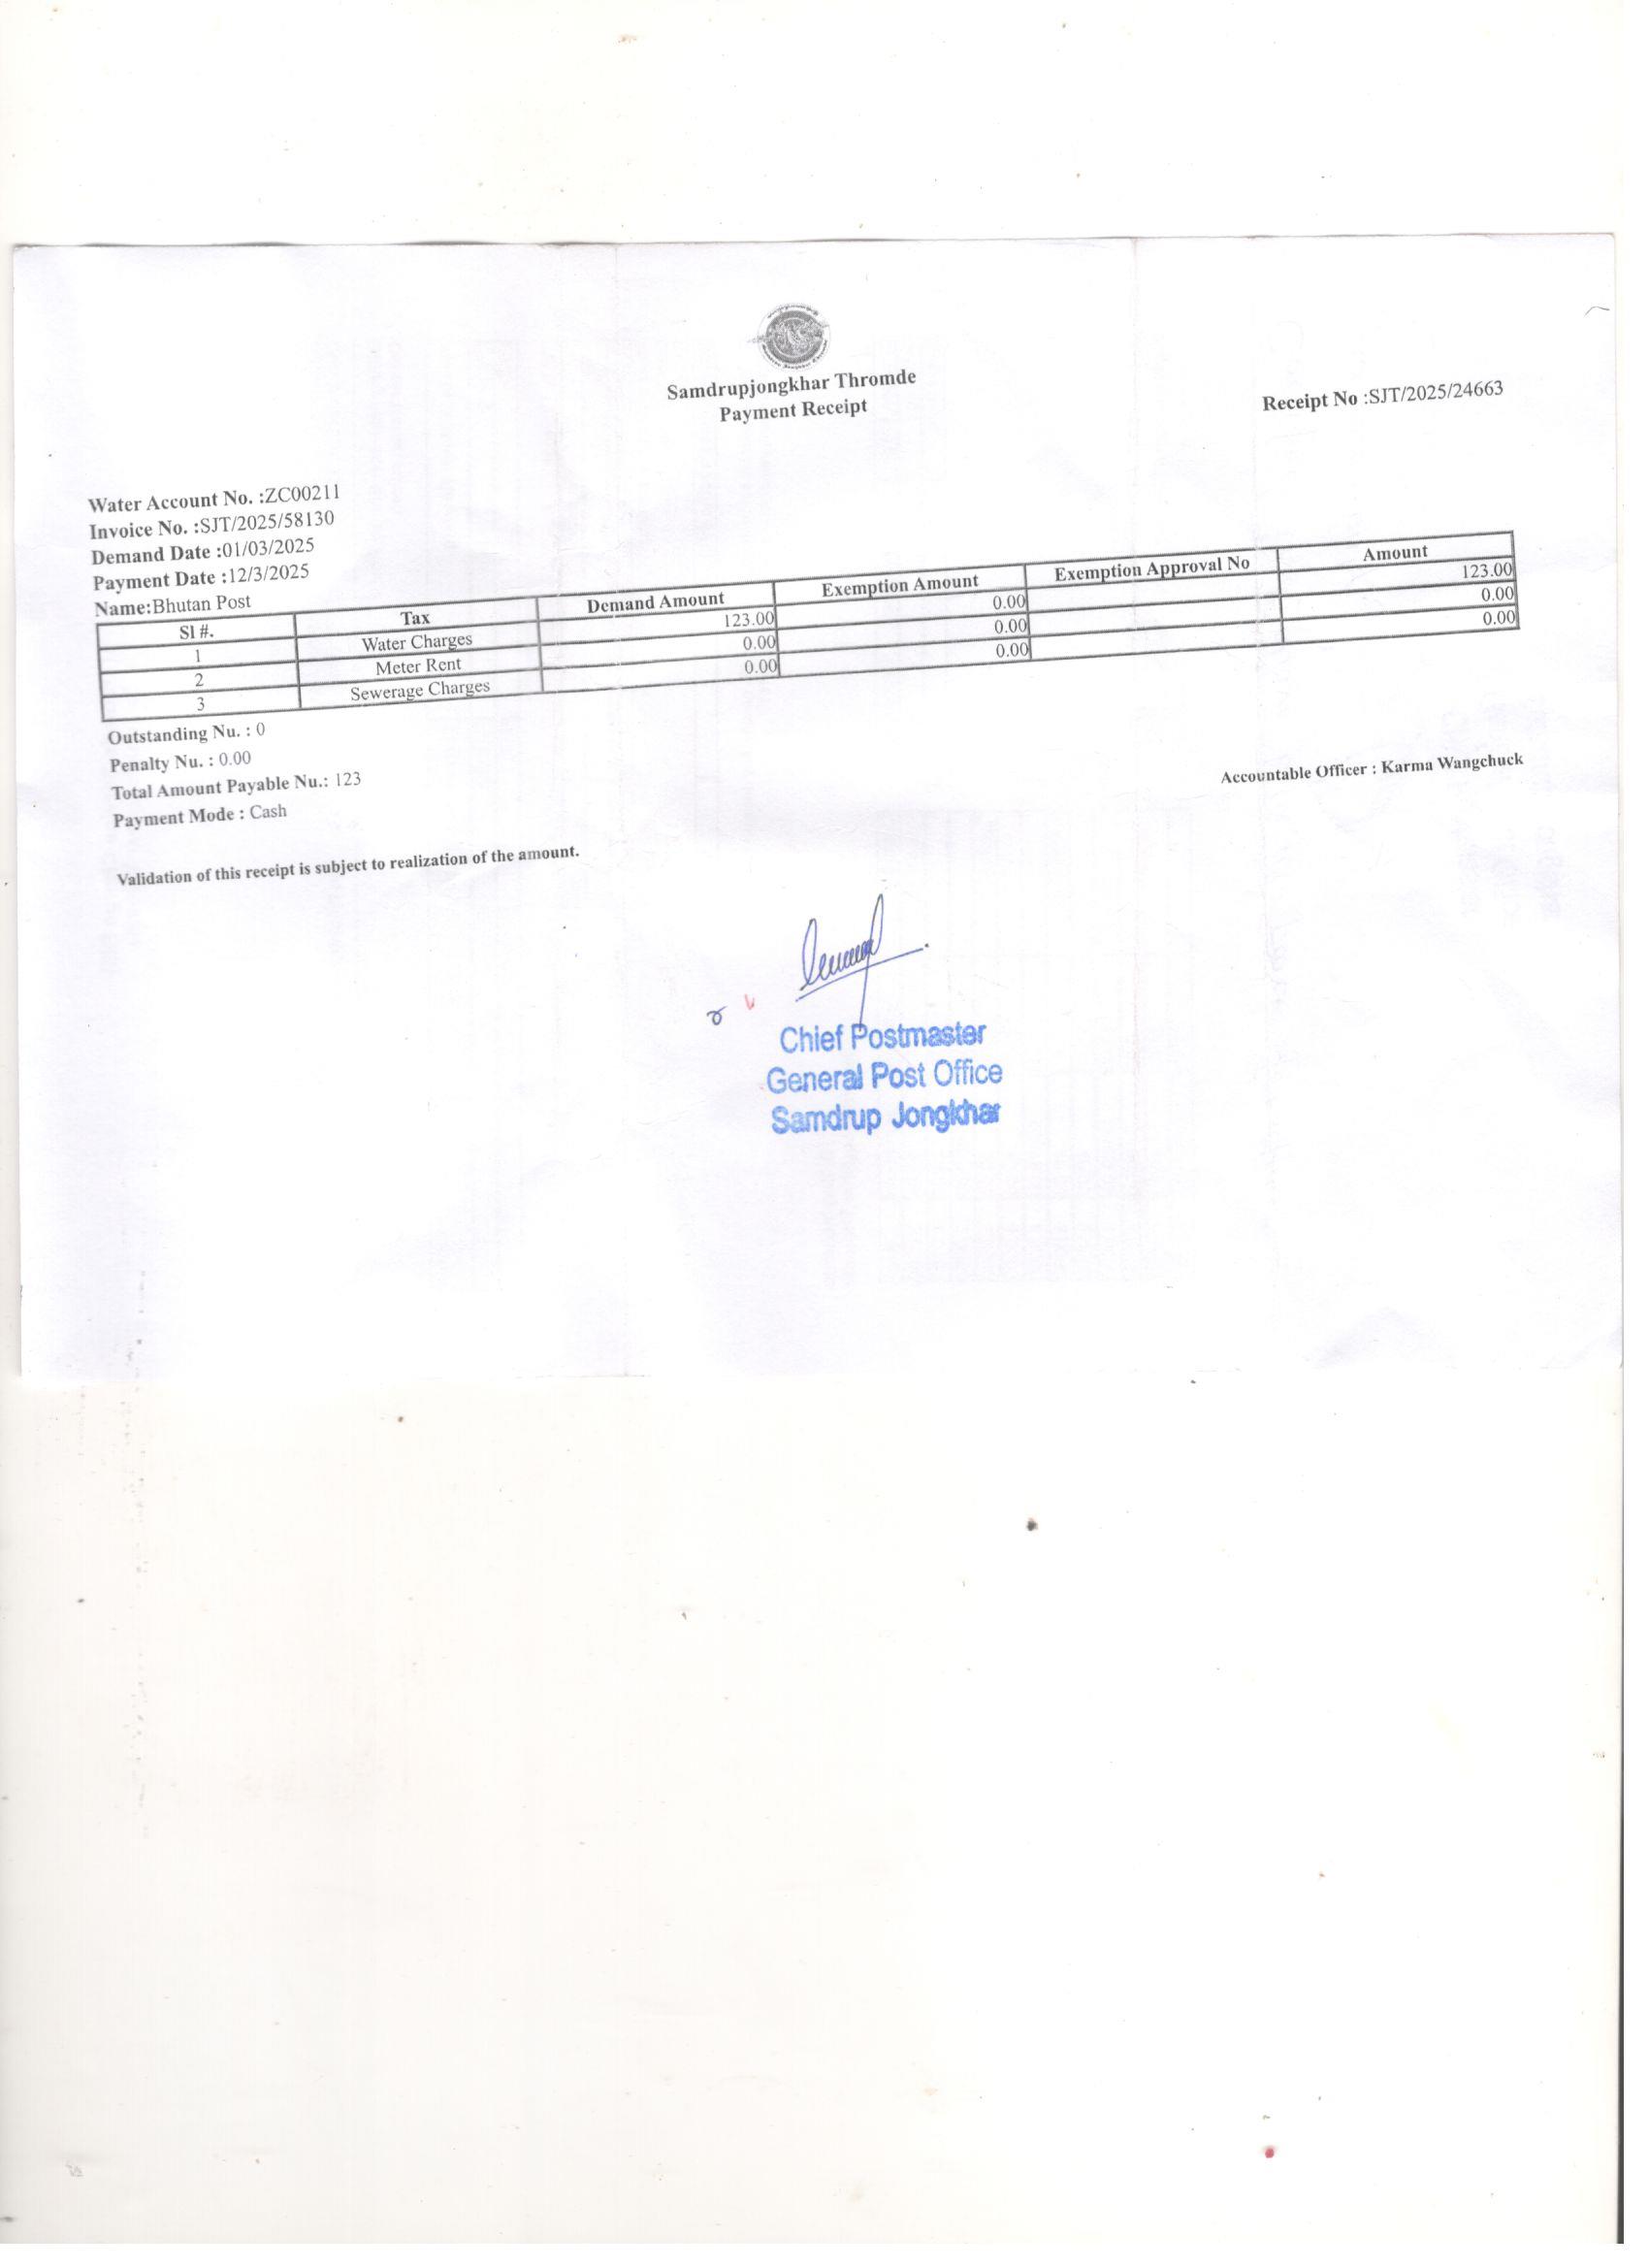 Samdrupjongkhar Thromde
Payment Receipt
Receipt No :SJT/2025/24663
Water Account No. :ZC00211
Invoice No. :SJT/2025/58130
Demand Date :01/03/2025
Payment Date :12/3/2025
Name:Bhutan Post
Sl #. Tax Demand Amount Exemption Amount Exemption Approval No Amount
1 Water Charges 123.00 0.00 123.00
2 Meter Rent 0.00 0.00 0.00
3 Sewerage Charges 0.00 0.00 0.00
Outstanding Nu. : 0
Penalty Nu. : 0.00
Total Amount Payable Nu.: 123
Payment Mode : Cash
Accountable Officer : Karma Wangchuck
Validation of this receipt is subject to realization of the amount.
Chief Postmaster
General Post Office
Samdrup Jongkhar